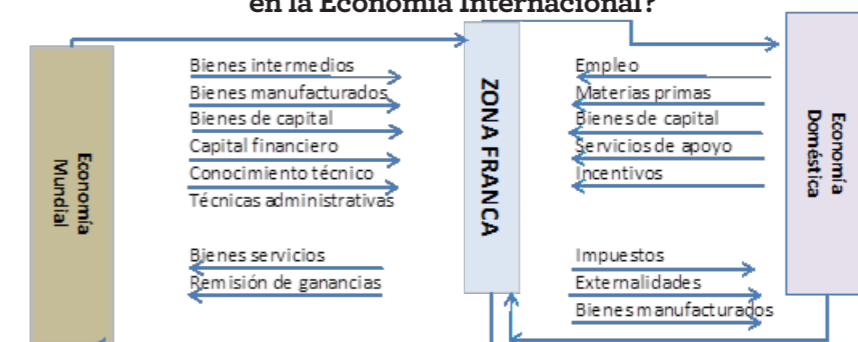 en la Economía Internacional?
Economía
Mundial
Bienes intermedios
Bienes manufacturados
Bienes de capital
Capital financiero
Conocimiento técnico
Técnicas administrativas
Bienes servicios
Remisión de ganancias
ZONA FRANCA
Empleo
Materias primas
Bienes de capital
Servicios de apoyo
Incentivos
Impuestos
Externalidades
Bienes manufacturados
Economía
Doméstica